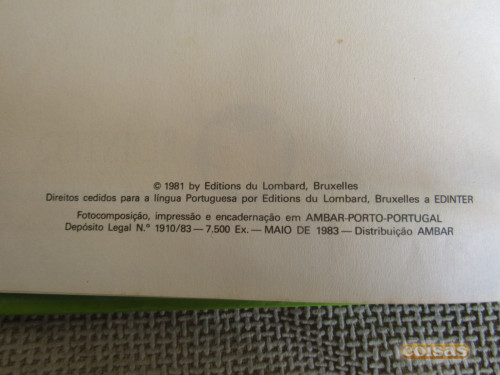 © 1981 by Editions du Lombard, Bruxelles
Direitos cedidos para a língua Portuguesa por Editions du Lombard, Bruxelles a EDINTER
Fotocomposição, impressão e encadernação em AMBAR-PORTO-PORTUGAL
Depósito Legal N.º 1910/83 — 7.500 Ex. — MAIO DE 1983 — Distribuição AMBAR
coisas